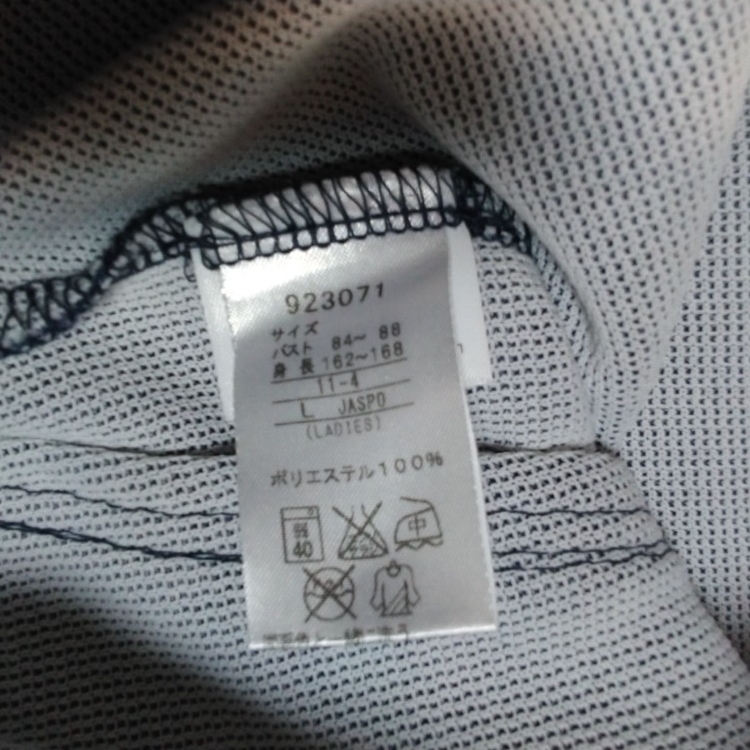 923071
サイズ
バスト 84～ 88
身 長 162～168
11-4
L JASPO
(LADIES)
ポリエステル100%
弱
40
中